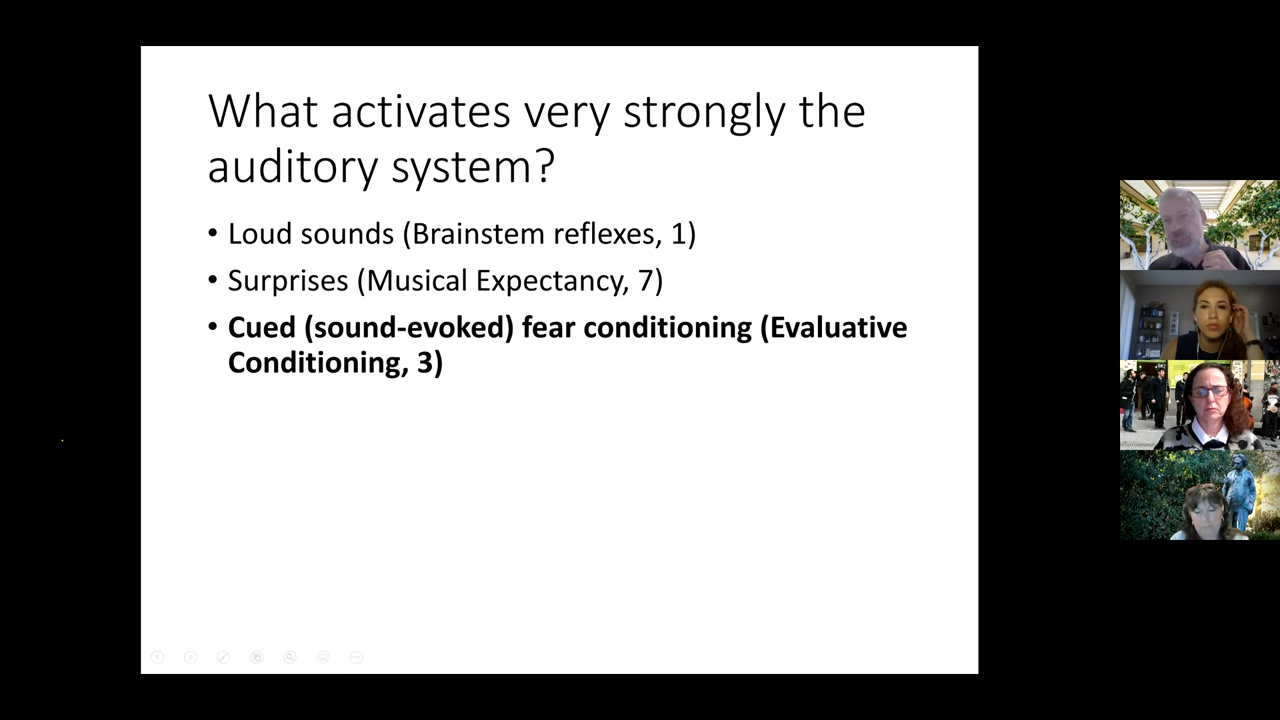 What activates very strongly the
auditory system?
• Loud sounds (Brainstem reflexes, 1)
• Surprises (Musical Expectancy, 7)
• Cued (sound-evoked) fear conditioning (Evaluative
Conditioning, 3)